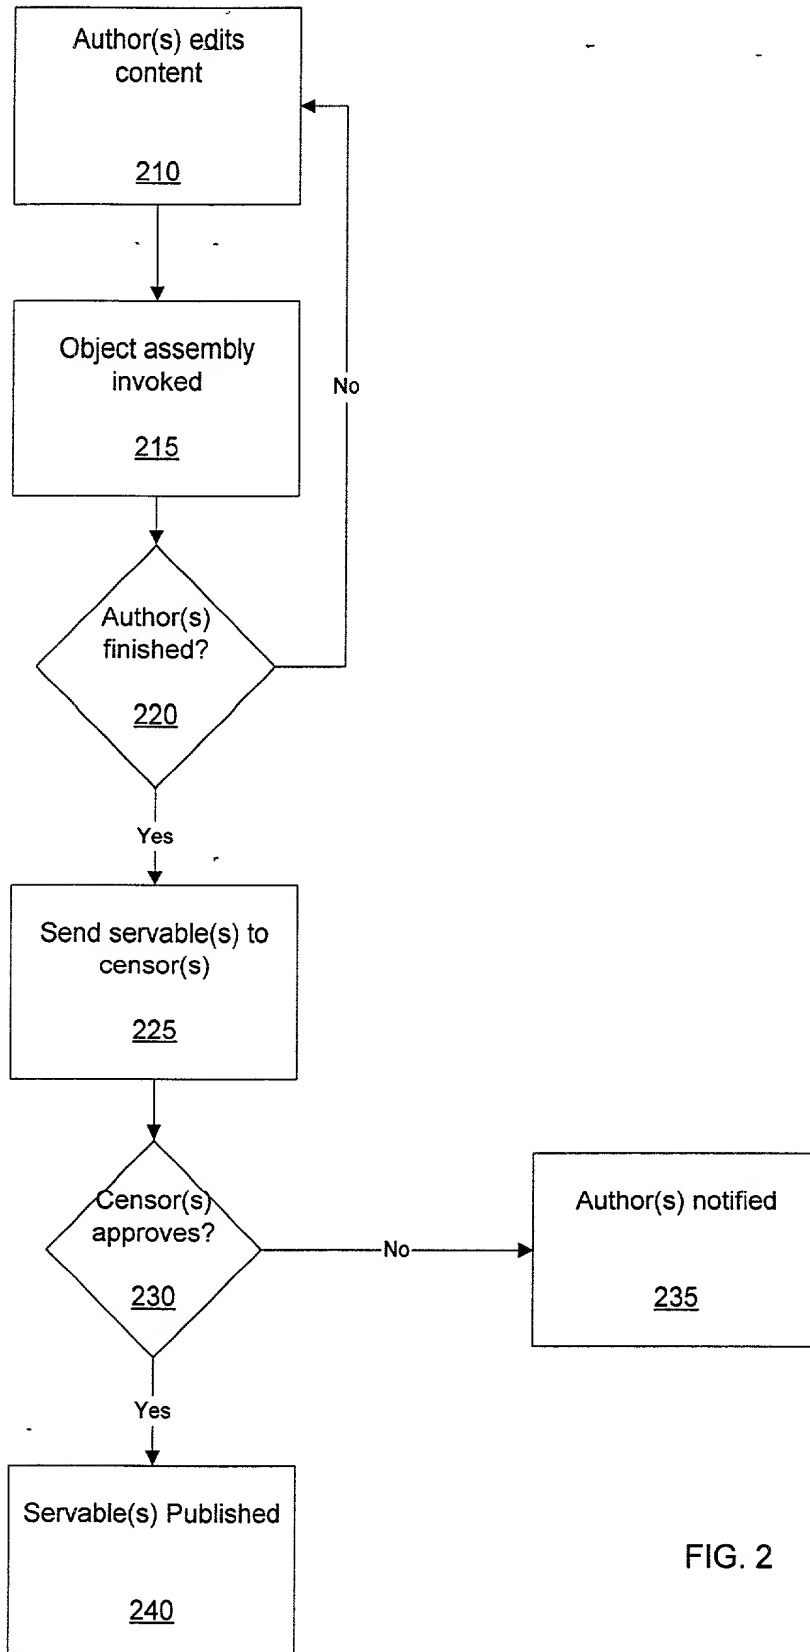 Author(s) edits
content
210
Object assembly
invoked
215
No
Author(s)
finished?
220
Yes
Send servable(s) to
censor(s)
225
Censor(s)
approves?
230
No
Author(s) notified
235
Yes
Servable(s) Published
240
FIG. 2